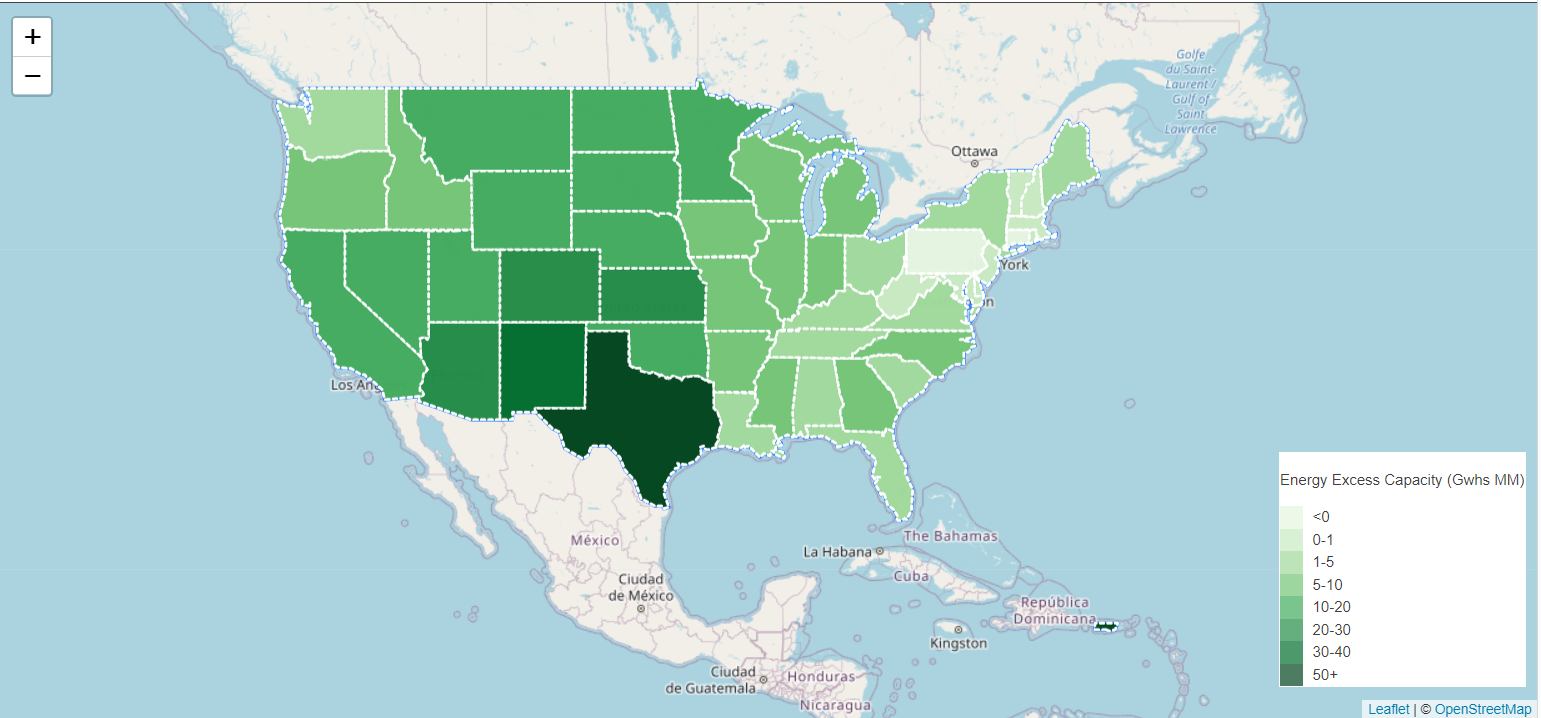 +
−
Golfe
du Saint-
Laurent /
Gulf of
Saint
Lawrence
Ottawa
York
on
Los An
México
Ciudad
de México
La Habana
The Bahamas
Cuba
República
Dominicana
Kingston
Ciudad
de Guatemala
Honduras
Nicaragua
Energy Excess Capacity (Gwhs MM)
<0
0-1
1-5
5-10
10-20
20-30
30-40
50+
Leaflet | © OpenStreetMap